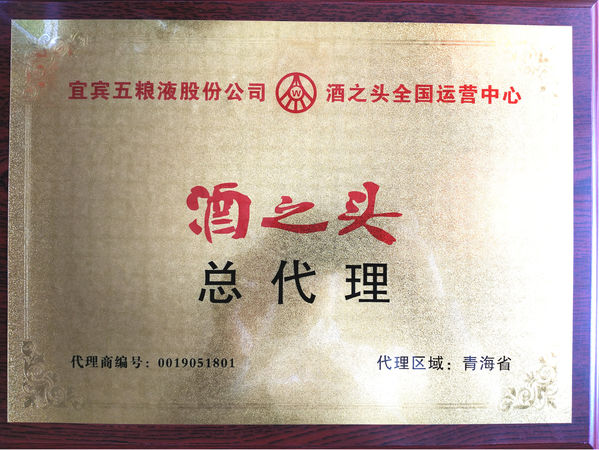 宜宾五粮液股份公司 W 酒之头全国运营中心
酒之头
总代理
代理商编号：0019051801 代理区域：青海省